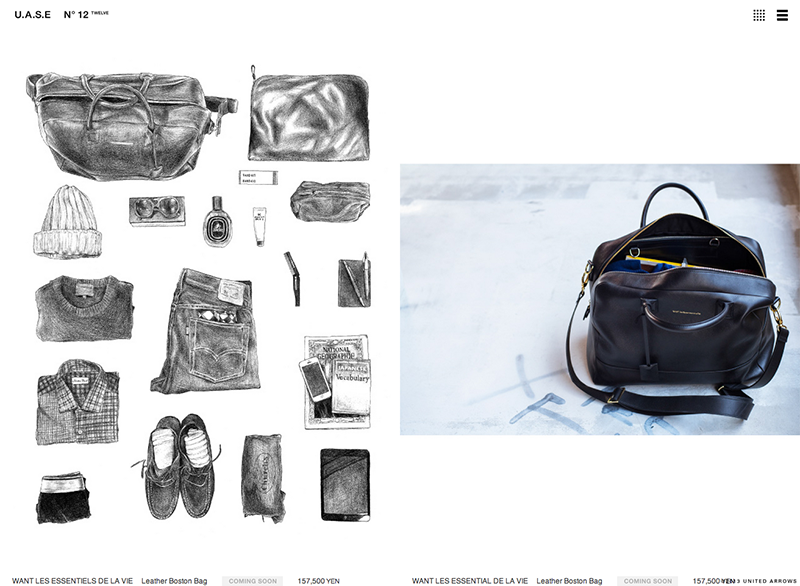 U.A.S.E N° 12 TWELVE
NATIONAL
GEOGRAPHIC
JAPANESE
Vocabulary
WANT LES ESSENTIELS DE LA VIE Leather Boston Bag COMING SOON 157,500 YEN
WANT LES ESSENTIAL DE LA VIE Leather Boston Bag COMING SOON 157,500 YEN
UNITED ARROWS